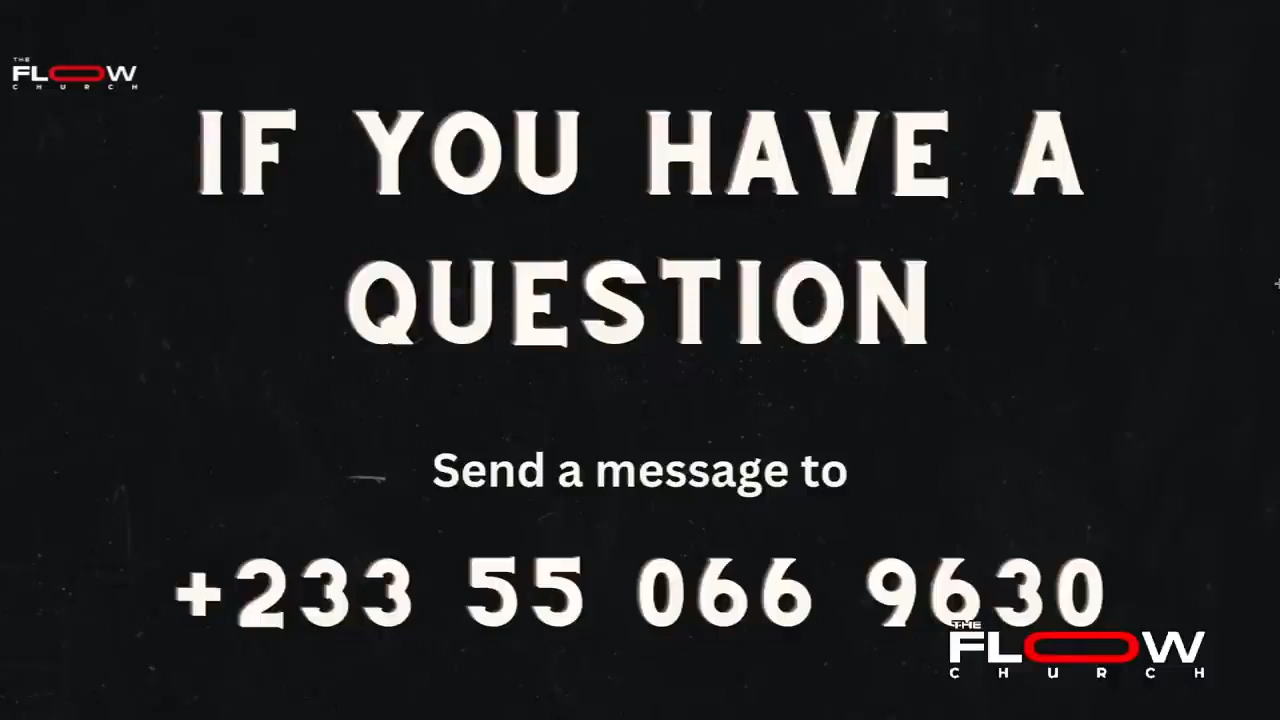 THE
FLOW
CHURCH
IF YOU HAVE A
QUESTION
Send a message to
+233 55 066 9630
THE
FLOW
CHURCH